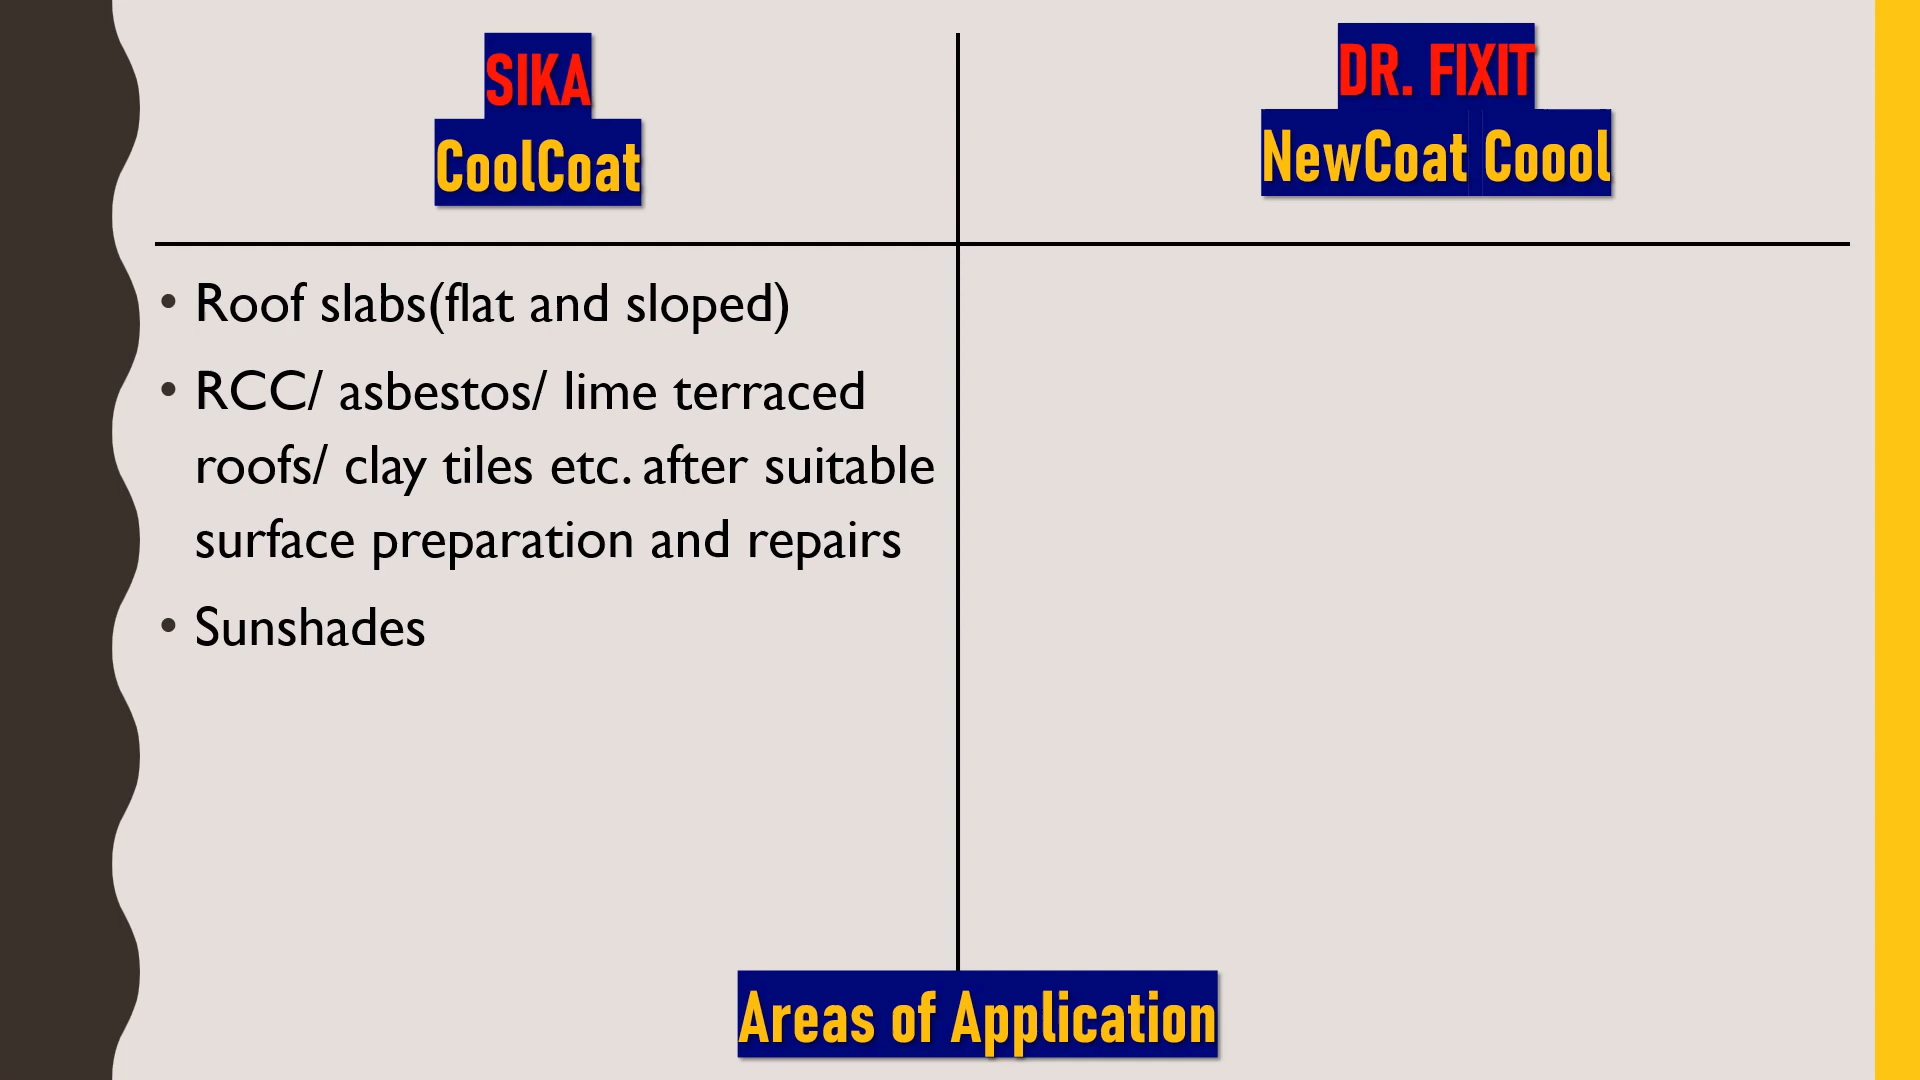 SIKA
CoolCoat
DR. FIXIT
NewCoat Coool
• Roof slabs(flat and sloped)
• RCC/ asbestos/ lime terraced
roofs/ clay tiles etc. after suitable
surface preparation and repairs
• Sunshades
Areas of Application